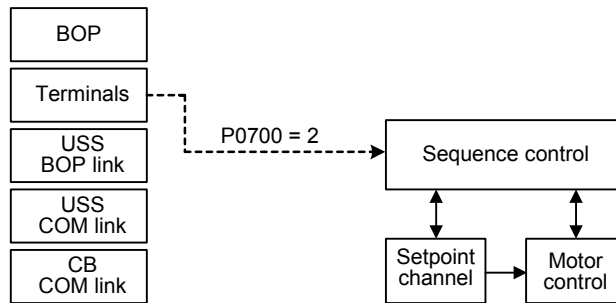 BOP
Terminals
USS
BOP link
USS
COM link
CB
COM link
P0700 = 2
Sequence control
Setpoint
channel
Motor
control